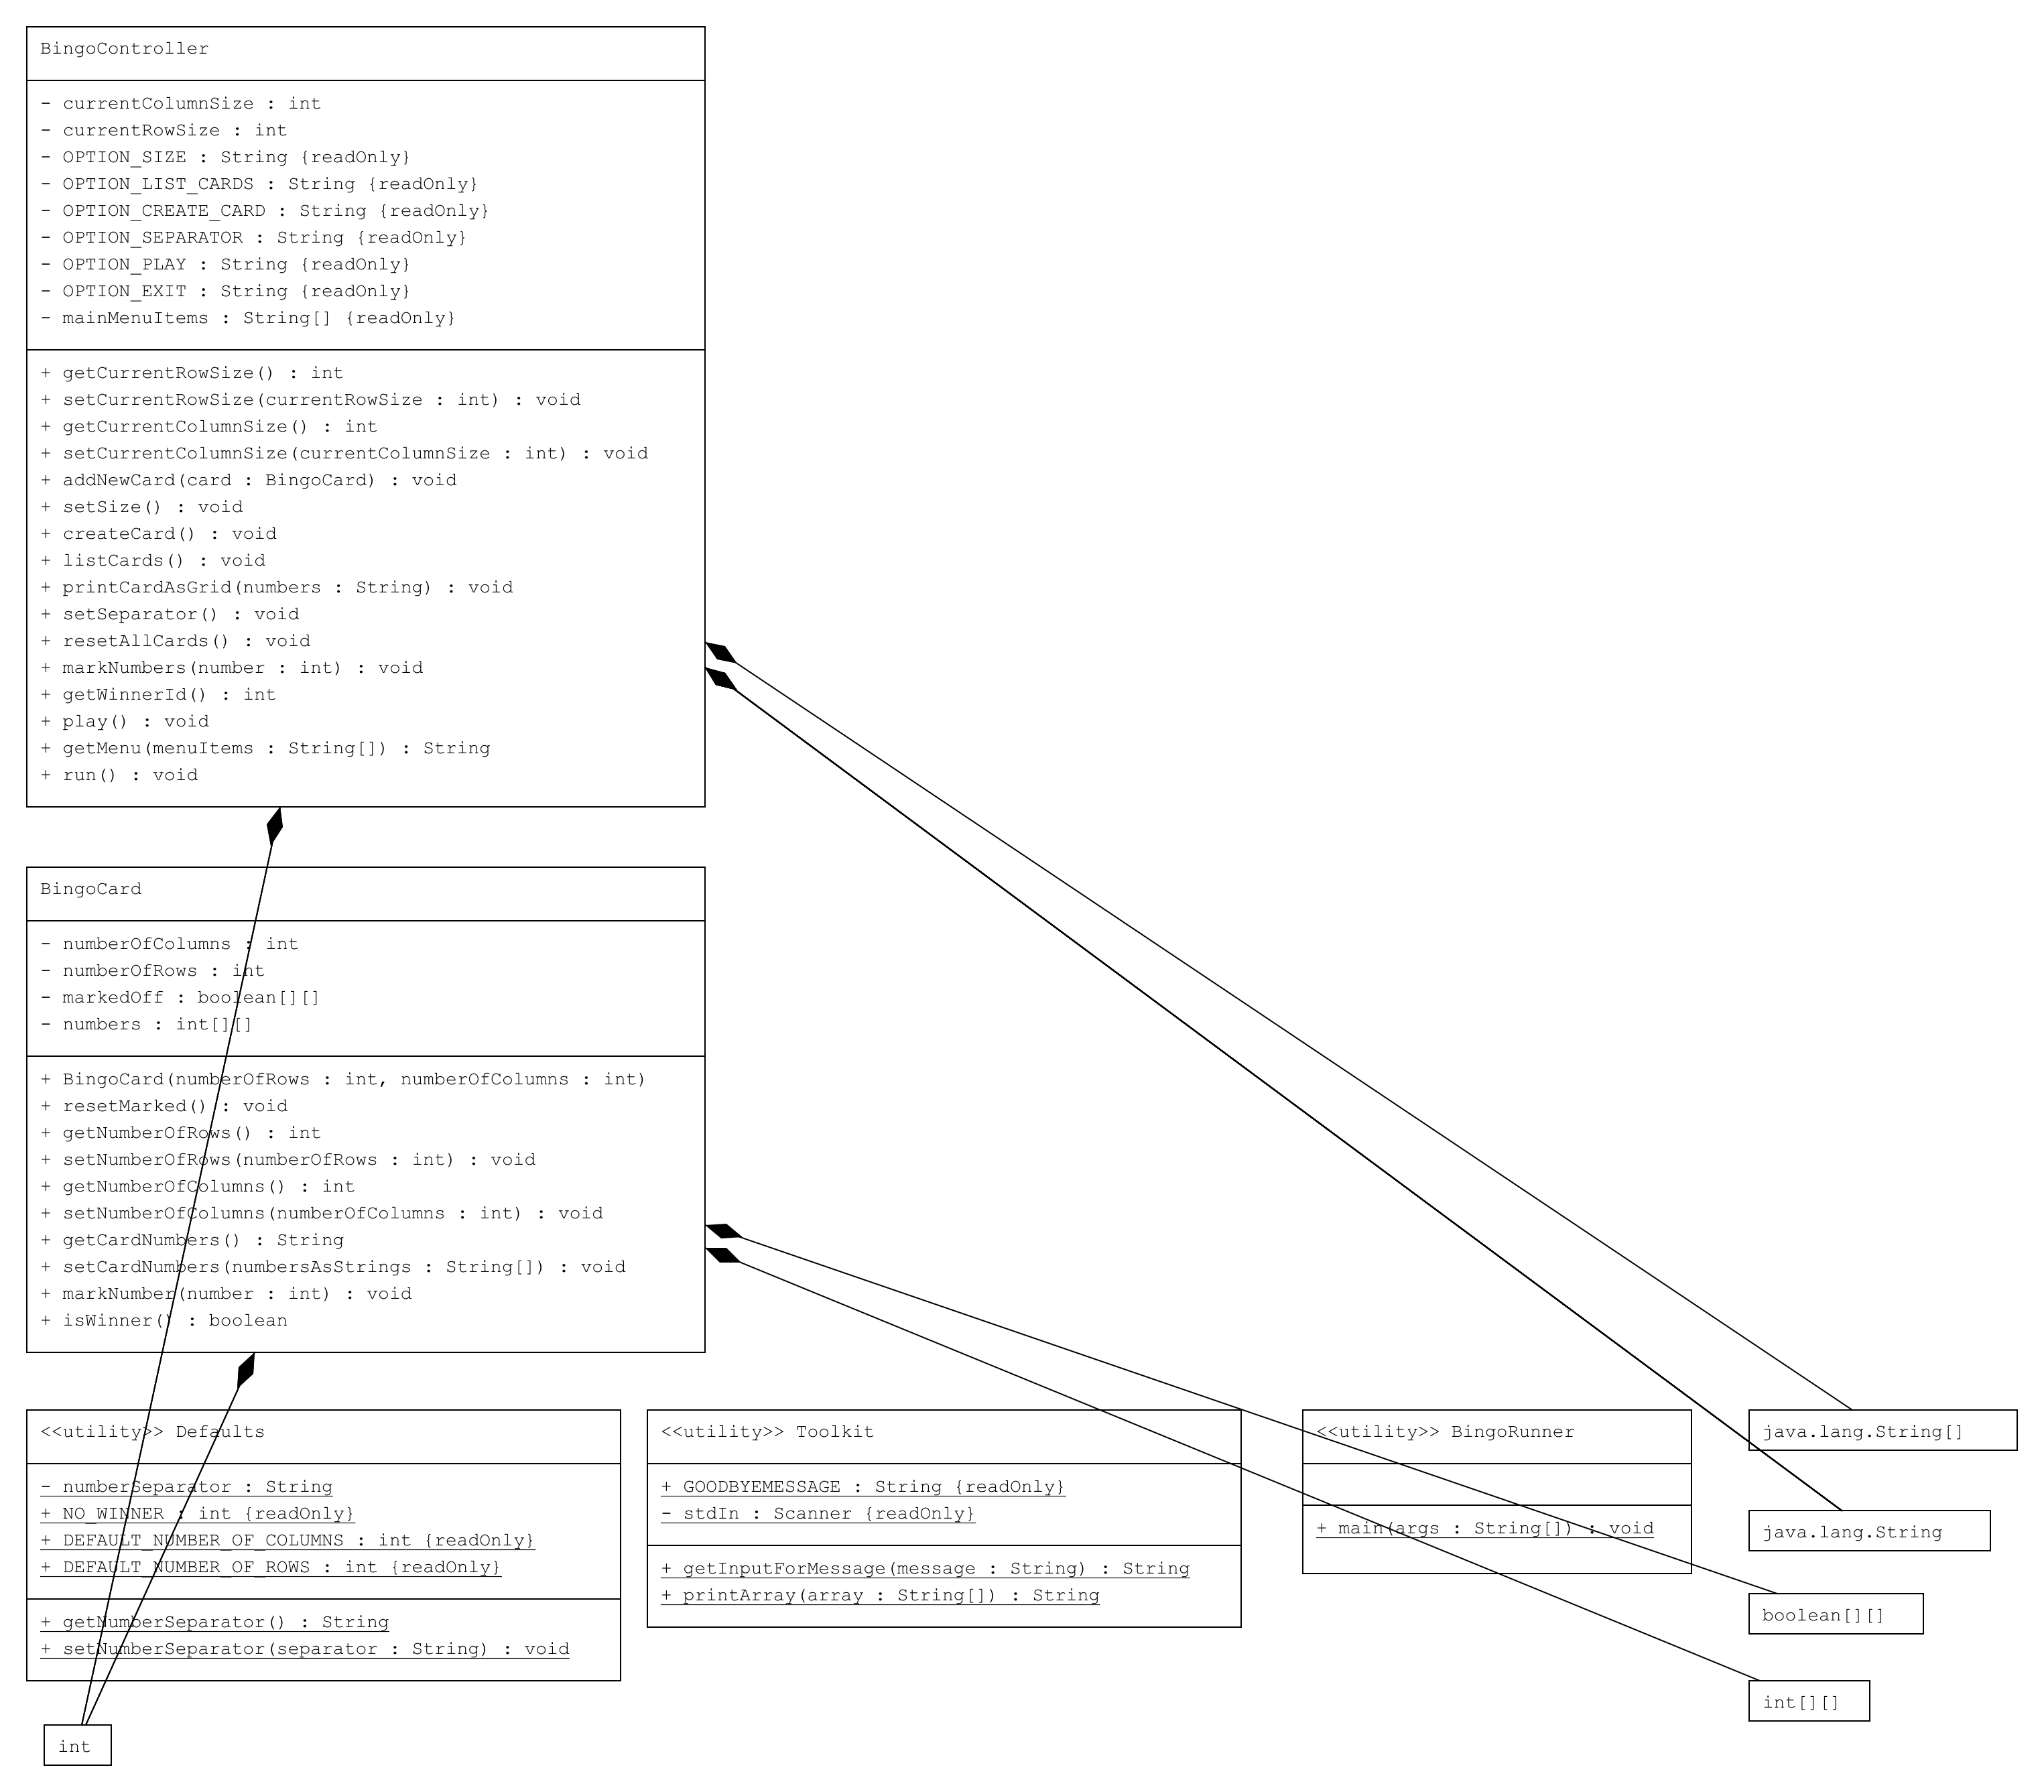 BingoController
- currentColumnSize : int
- currentRowSize : int
- OPTION_SIZE : String {readOnly}
- OPTION_LIST_CARDS : String {readOnly}
- OPTION_CREATE_CARD : String {readOnly}
- OPTION_SEPARATOR : String {readOnly}
- OPTION_PLAY : String {readOnly}
- OPTION_EXIT : String {readOnly}
- mainMenuItems : String[] {readOnly}
+ getCurrentRowSize() : int
+ setCurrentRowSize(currentRowSize : int) : void
+ getCurrentColumnSize() : int
+ setCurrentColumnSize(currentColumnSize : int) : void
+ addNewCard(card : BingoCard) : void
+ setSize() : void
+ createCard() : void
+ listCards() : void
+ printCardAsGrid(numbers : String) : void
+ setSeparator() : void
+ resetAllCards() : void
+ markNumbers(number : int) : void
+ getWinnerId() : int
+ play() : void
+ getMenu(menuItems : String[]) : String
+ run() : void
BingoCard
- numberOfColumns : int
- numberOfRows : int
- markedOff : boolean[][]
- numbers : int[][]
+ BingoCard(numberOfRows : int, numberOfColumns : int)
+ resetMarked() : void
+ getNumberOfRows() : int
+ setNumberOfRows(numberOfRows : int) : void
+ getNumberOfColumns() : int
+ setNumberOfColumns(numberOfColumns : int) : void
+ getCardNumbers() : String
+ setCardNumbers(numbersAsStrings : String[]) : void
+ markNumber(number : int) : void
+ isWinner() : boolean
<<utility>> Defaults
- numberSeparator : String
+ NO_WINNER : int {readOnly}
+ DEFAULT_NUMBER_OF_COLUMNS : int {readOnly}
+ DEFAULT_NUMBER_OF_ROWS : int {readOnly}
+ getNumberSeparator() : String
+ setNumberSeparator(separator : String) : void
<<utility>> Toolkit
+ GOODBYEMESSAGE : String {readOnly}
- stdIn : Scanner {readOnly}
+ getInputForMessage(message : String) : String
+ printArray(array : String[]) : String
<<utility>> BingoRunner
+ main(args : String[]) : void
java.lang.String[]
java.lang.String
boolean[][]
int[][]
int